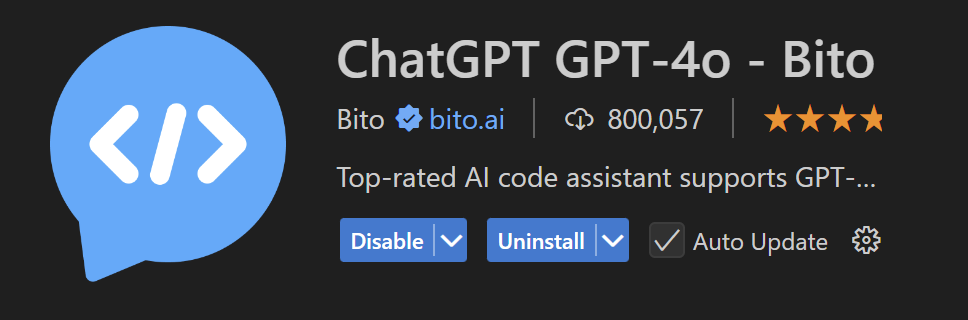 ChatGPT GPT-4o - Bito
Bito bito.ai 800,057
Top-rated AI code assistant supports GPT-...
Disable Uninstall Auto Update